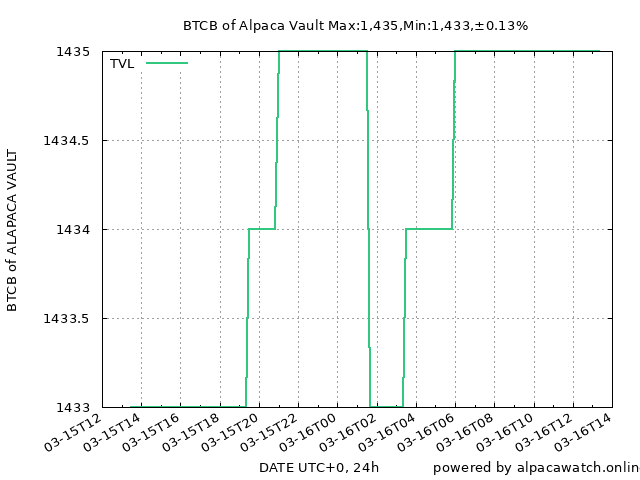 BTCB of Alpaca Vault Max:1,435,Min:1,433,±0.13%
TVL
BTCB of ALAPACA VAULT
1435
1434.5
1434
1433.5
1433
03-15T12
03-15T14
03-15T16
03-15T18
03-15T20
03-15T22
03-16T00
03-16T02
03-16T04
03-16T06
03-16T08
03-16T10
03-16T12
03-16T14
DATE UTC+0, 24h
powered by alpacawatch.online